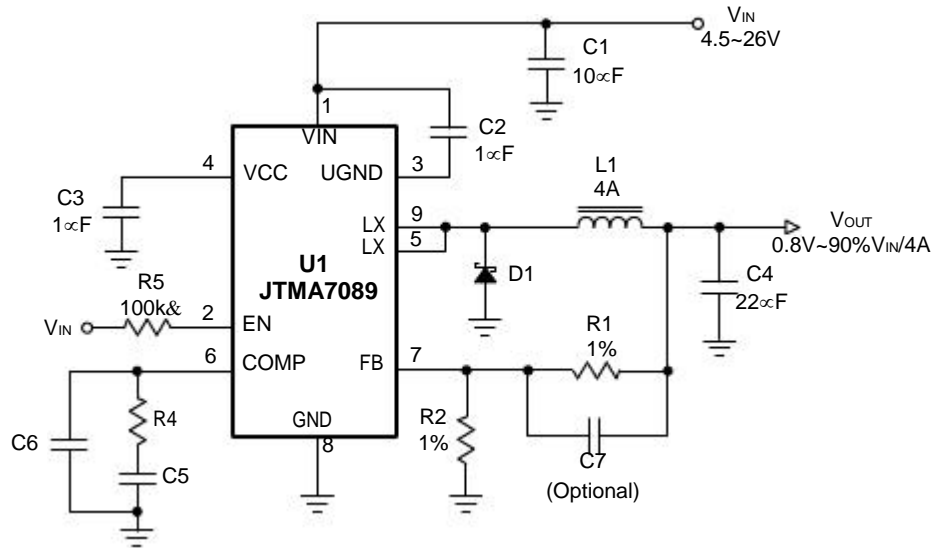 VIN
4.5~26V
C1
10∝F
1
VIN
C2
1∝F
4
VCC
UGND
3
C3
1∝F
L1
4A
LX
9
LX
5
VOUT
0.8V~90%VIN/4A
U1
JTMA7089
D1
C4
22∝F
R5
100k&
VIN
2
EN
R1
1%
6
COMP
FB
7
R4
GND
R2
1%
C6
8
C5
C7
(Optional)